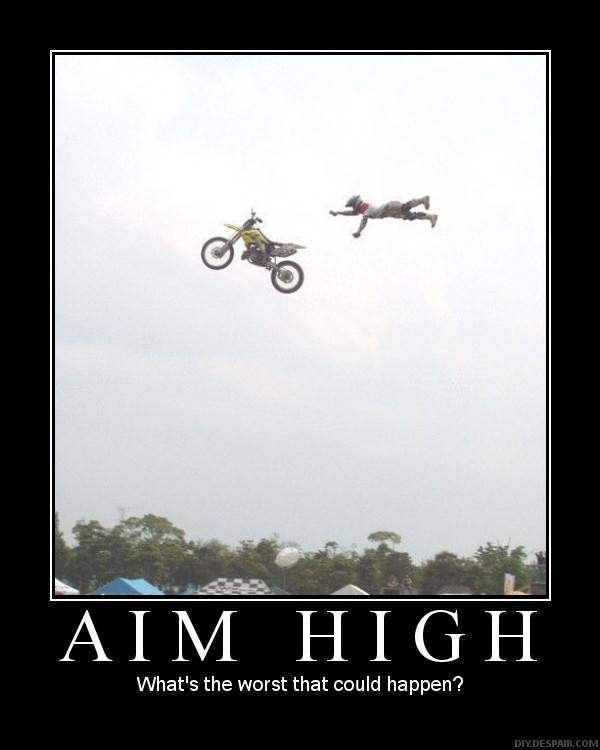 AIM HIGH
What's the worst that could happen?
DIY.DESPAIR.COM